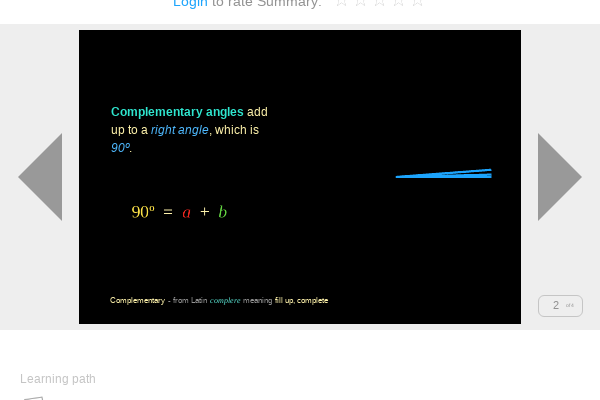 Login to rate Summary: ☆ ☆ ☆ ☆ ☆
Complementary angles add
up to a right angle, which is
90º.
90º = a + b
Complementary - from Latin complere meaning fill up, complete
2
Learning path